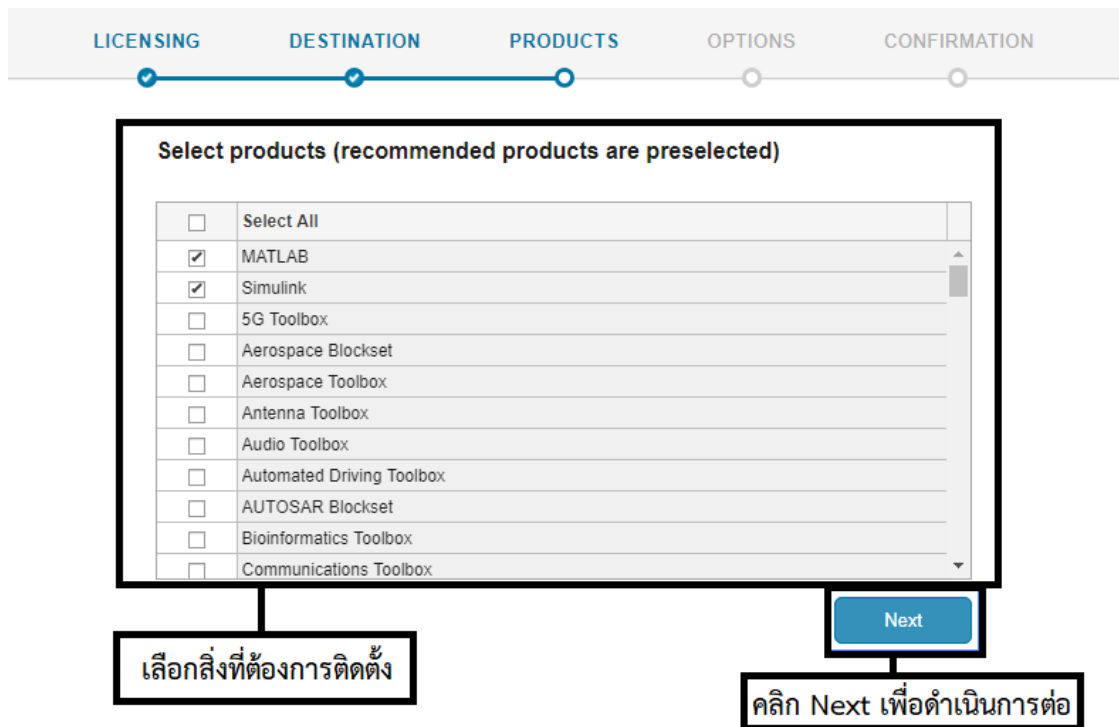 LICENSING DESTINATION PRODUCTS OPTIONS CONFIRMATION
Select products (recommended products are preselected)
Select All
MATLAB
Simulink
5G Toolbox
Aerospace Blockset
Aerospace Toolbox
Antenna Toolbox
Audio Toolbox
Automated Driving Toolbox
AUTOSAR Blockset
Bioinformatics Toolbox
Communications Toolbox
Next
เลือกสิ่งที่ต้องการติดตั้ง
คลิก Next เพื่อดำเนินการต่อ